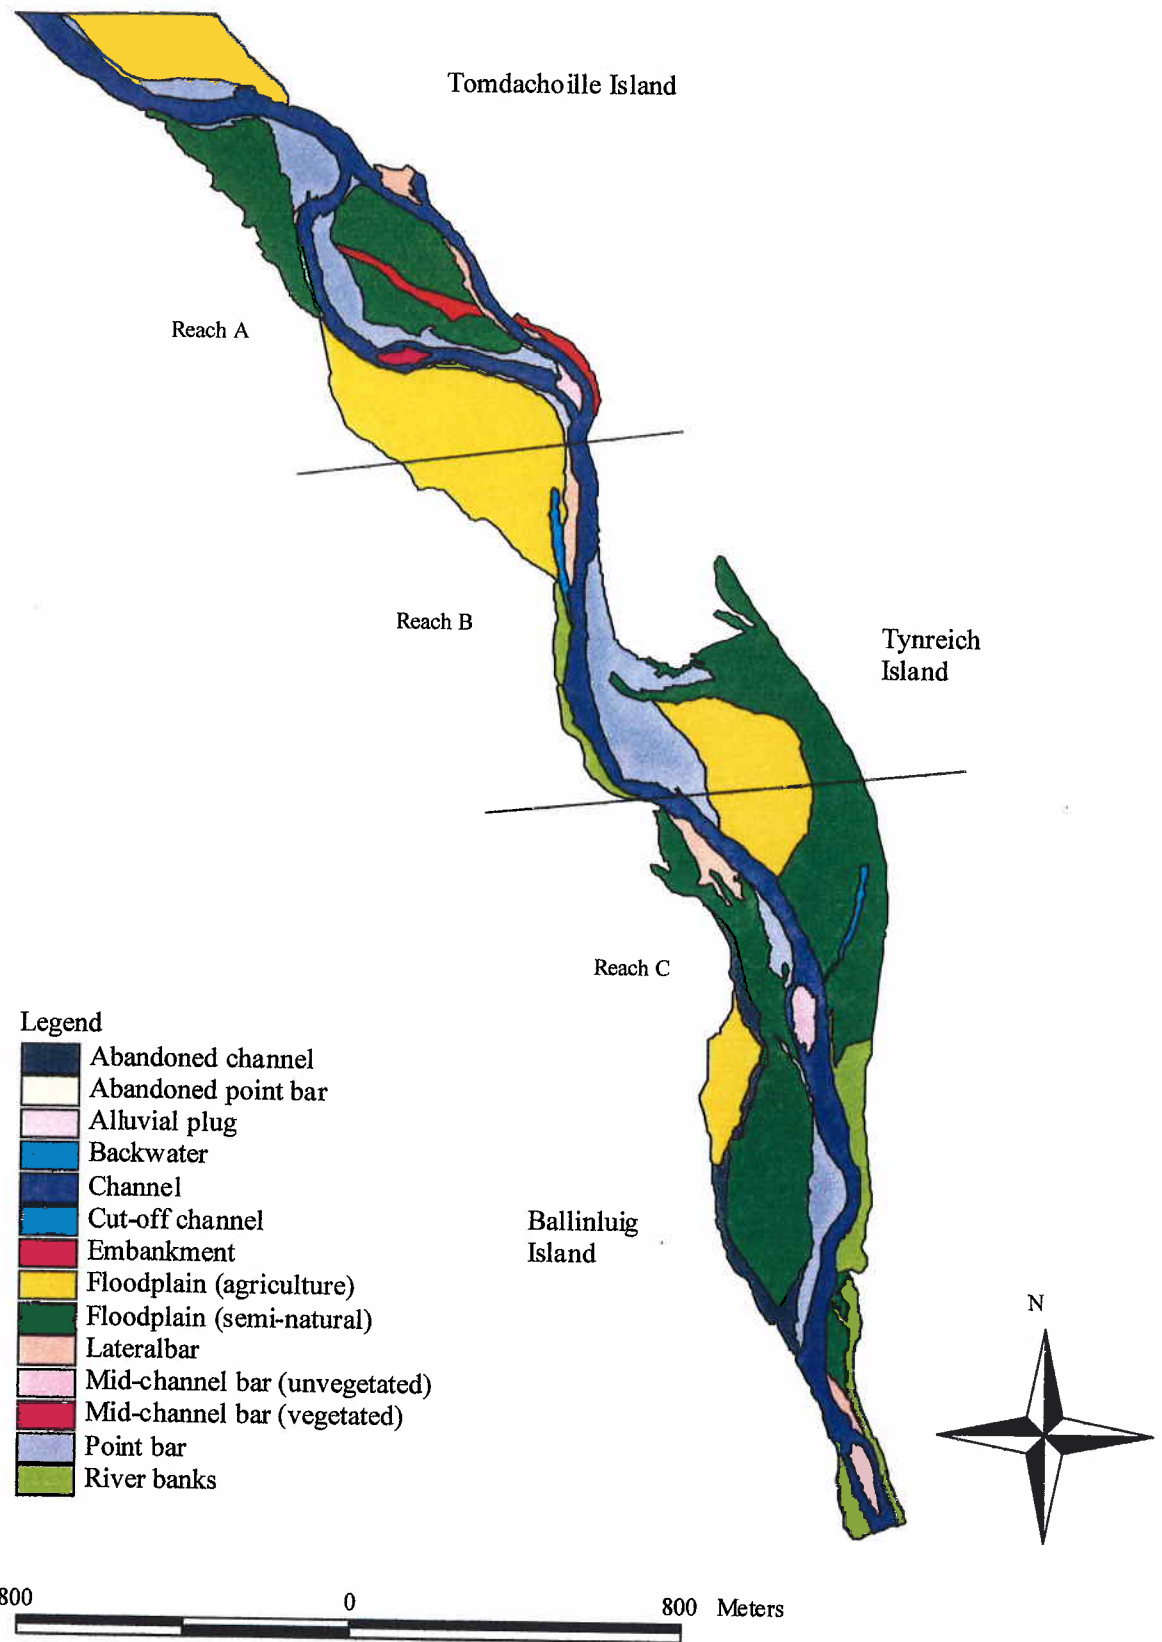 Tomdachoille Island
Reach A
Reach B
Tynreich
Island
Reach C
Legend
Abandoned channel
Abandoned point bar
Alluvial plug
Backwater
Channel
Cut-off channel
Embankment
Floodplain (agriculture)
Floodplain (semi-natural)
Lateralbar
Mid-channel bar (unvegetated)
Mid-channel bar (vegetated)
Point bar
River banks
Ballinluig
Island
N
800 0 800 Meters